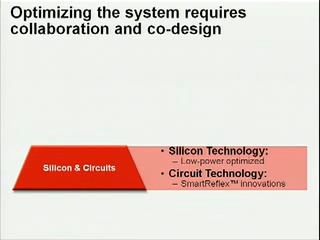 Optimizing the system requires
collaboration and co-design
Silicon & Circuits
• Silicon Technology:
– Low-power optimized
• Circuit Technology:
– SmartReflex™ innovations